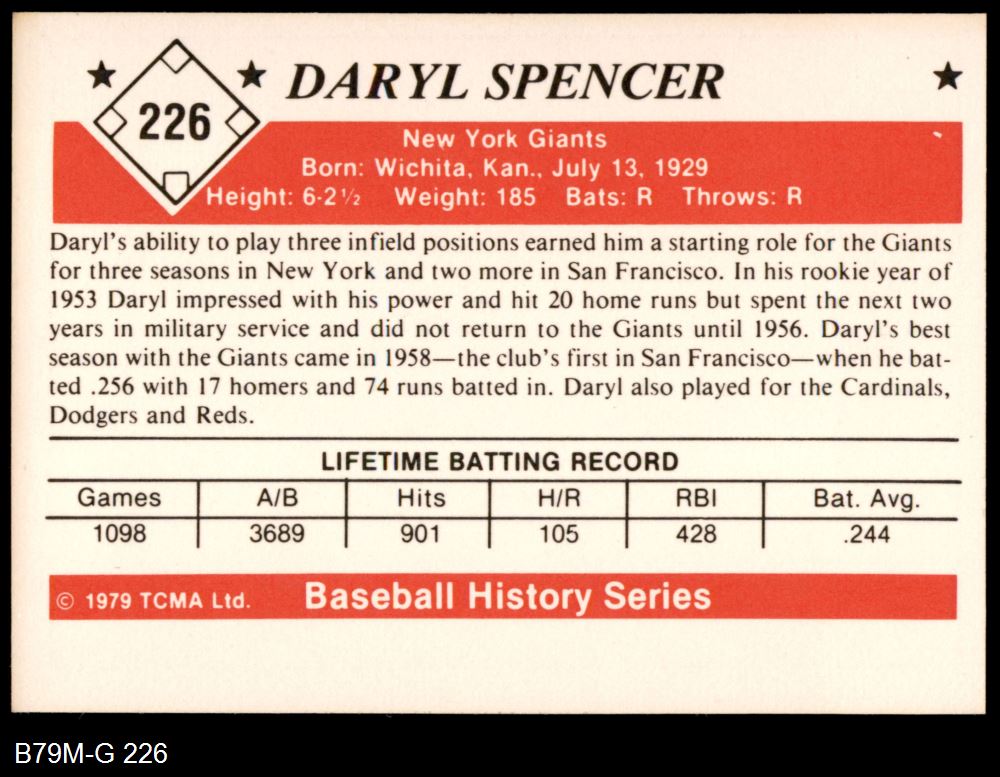 226
DARYL SPENCER
New York Giants
Born: Wichita, Kan., July 13, 1929
Height: 6-2½ Weight: 185 Bats: R Throws: R
Daryl's ability to play three infield positions earned him a starting role for the Giants
for three seasons in New York and two more in San Francisco. In his rookie year of
1953 Daryl impressed with his power and hit 20 home runs but spent the next two
years in military service and did not return to the Giants until 1956. Daryl's best
season with the Giants came in 1958—the club's first in San Francisco—when he bat-
ted .256 with 17 homers and 74 runs batted in. Daryl also played for the Cardinals,
Dodgers and Reds.
LIFETIME BATTING RECORD
Games A/B Hits H/R RBI Bat. Avg.
1098 3689 901 105 428 .244
© 1979 TCMA Ltd. Baseball History Series
B79M-G 226